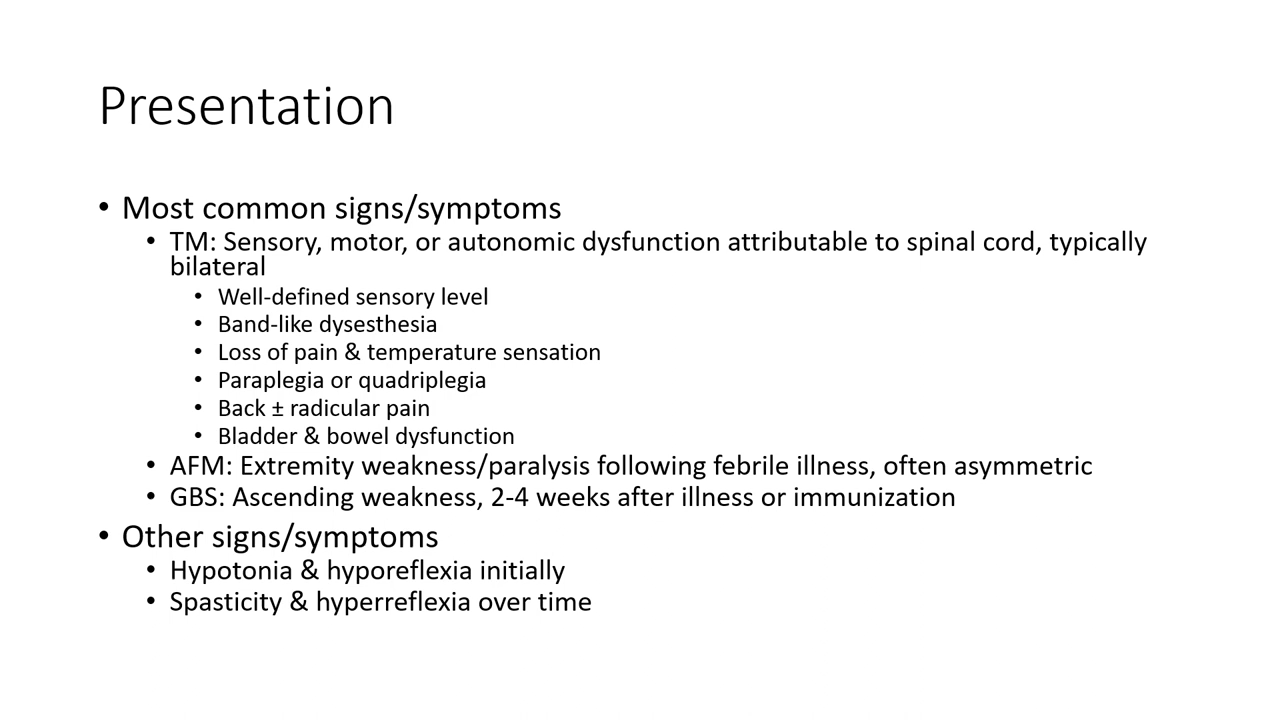 Presentation
• Most common signs/symptoms
• TM: Sensory, motor, or autonomic dysfunction attributable to spinal cord, typically
bilateral
• Well-defined sensory level
• Band-like dysesthesia
• Loss of pain & temperature sensation
• Paraplegia or quadriplegia
• Back ± radicular pain
• Bladder & bowel dysfunction
• AFM: Extremity weakness/paralysis following febrile illness, often asymmetric
• GBS: Ascending weakness, 2-4 weeks after illness or immunization
• Other signs/symptoms
• Hypotonia & hyporeflexia initially
• Spasticity & hyperreflexia over time